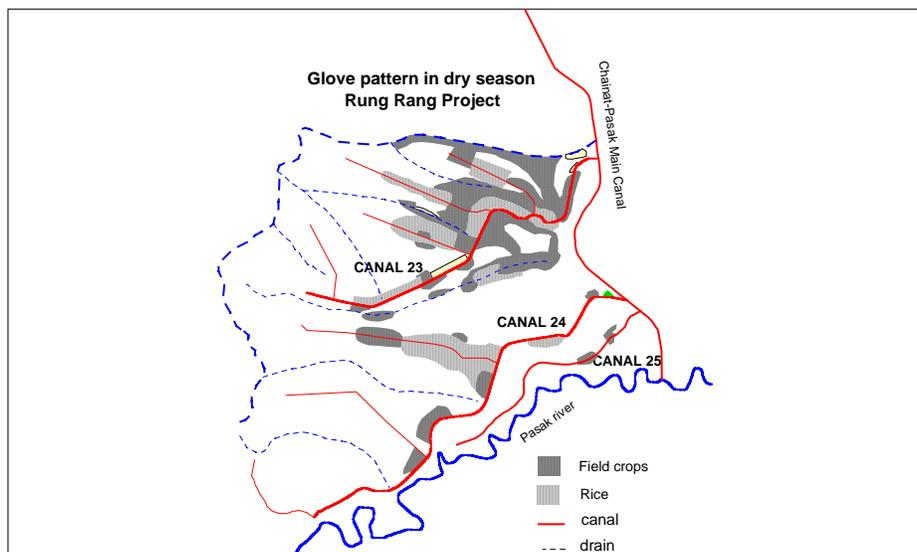 Glove pattern in dry season
Rung Rang Project
Chainat-Pasak Main Canal
CANAL 23
CANAL 24
CANAL 25
Pasak river
Field crops
Rice
canal
drain